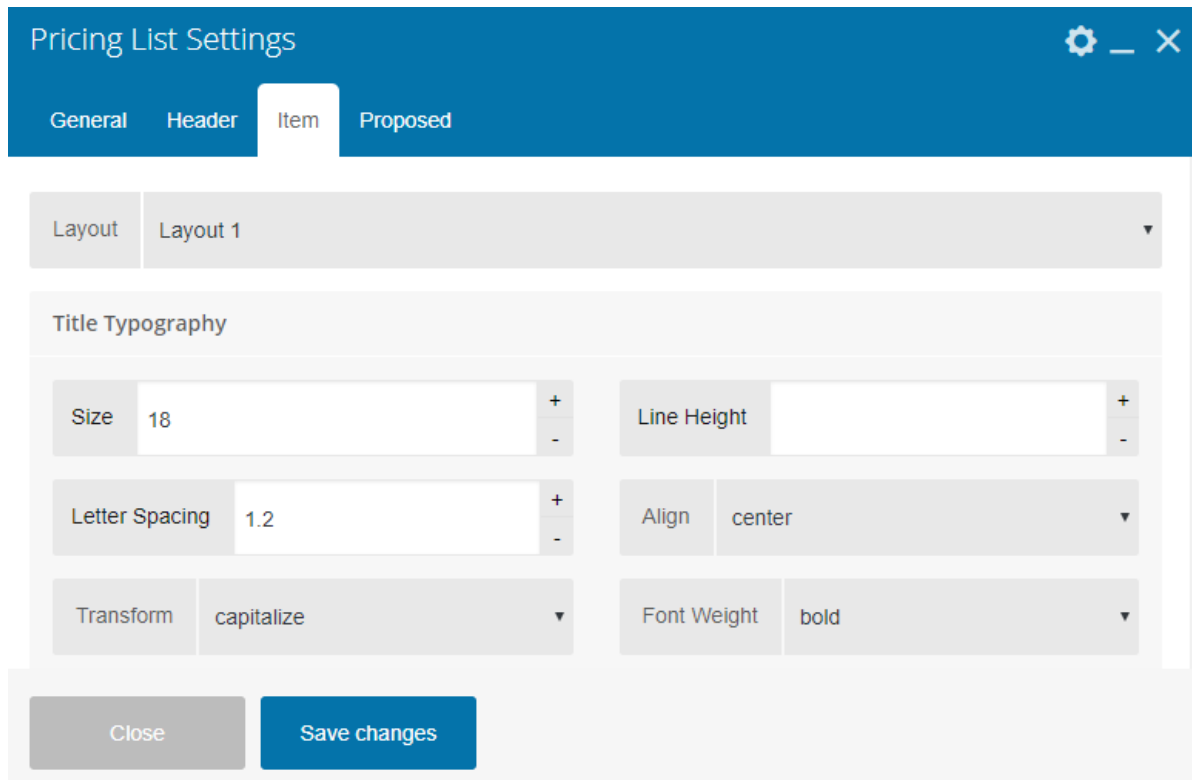 Pricing List Settings
General Header Item Proposed
Layout Layout 1
Title Typography
Size 18 + -
Line Height + -
Letter Spacing 1.2 + -
Align center
Transform capitalize
Font Weight bold
Close Save changes